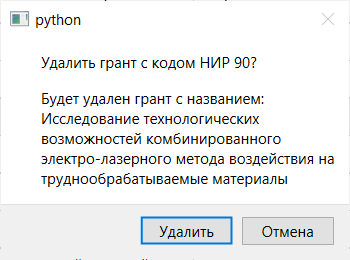 python
Удалить грант с кодом НИР 90?
Будет удален грант с названием:
Исследование технологических
возможностей комбинированного
электро-лазерного метода воздействия на
труднообрабатываемые материалы
Удалить
Отмена